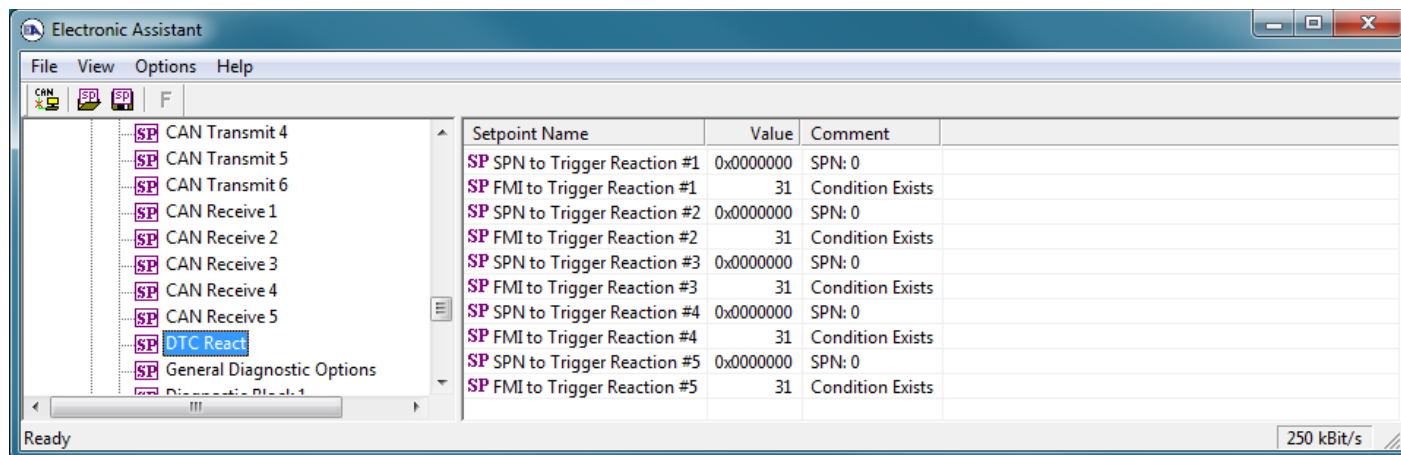 EA Electronic Assistant
File View Options Help
CAN SP SP F
SP CAN Transmit 4
SP CAN Transmit 5
SP CAN Transmit 6
SP CAN Receive 1
SP CAN Receive 2
SP CAN Receive 3
SP CAN Receive 4
SP CAN Receive 5
SP DTC React
SP General Diagnostic Options
SP Diagnostic Block 1
Setpoint Name Value Comment
SP SPN to Trigger Reaction #1 0x0000000 SPN: 0
SP FMI to Trigger Reaction #1 31 Condition Exists
SP SPN to Trigger Reaction #2 0x0000000 SPN: 0
SP FMI to Trigger Reaction #2 31 Condition Exists
SP SPN to Trigger Reaction #3 0x0000000 SPN: 0
SP FMI to Trigger Reaction #3 31 Condition Exists
SP SPN to Trigger Reaction #4 0x0000000 SPN: 0
SP FMI to Trigger Reaction #4 31 Condition Exists
SP SPN to Trigger Reaction #5 0x0000000 SPN: 0
SP FMI to Trigger Reaction #5 31 Condition Exists
Ready 250 kBit/s